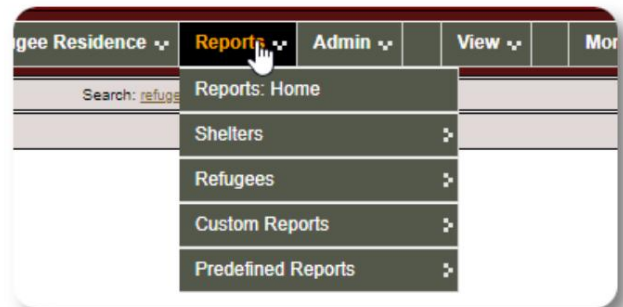 gee Residence Reports Admin View Mor
Search: refuge
Reports: Home
Shelters
Refugees
Custom Reports
Predefined Reports